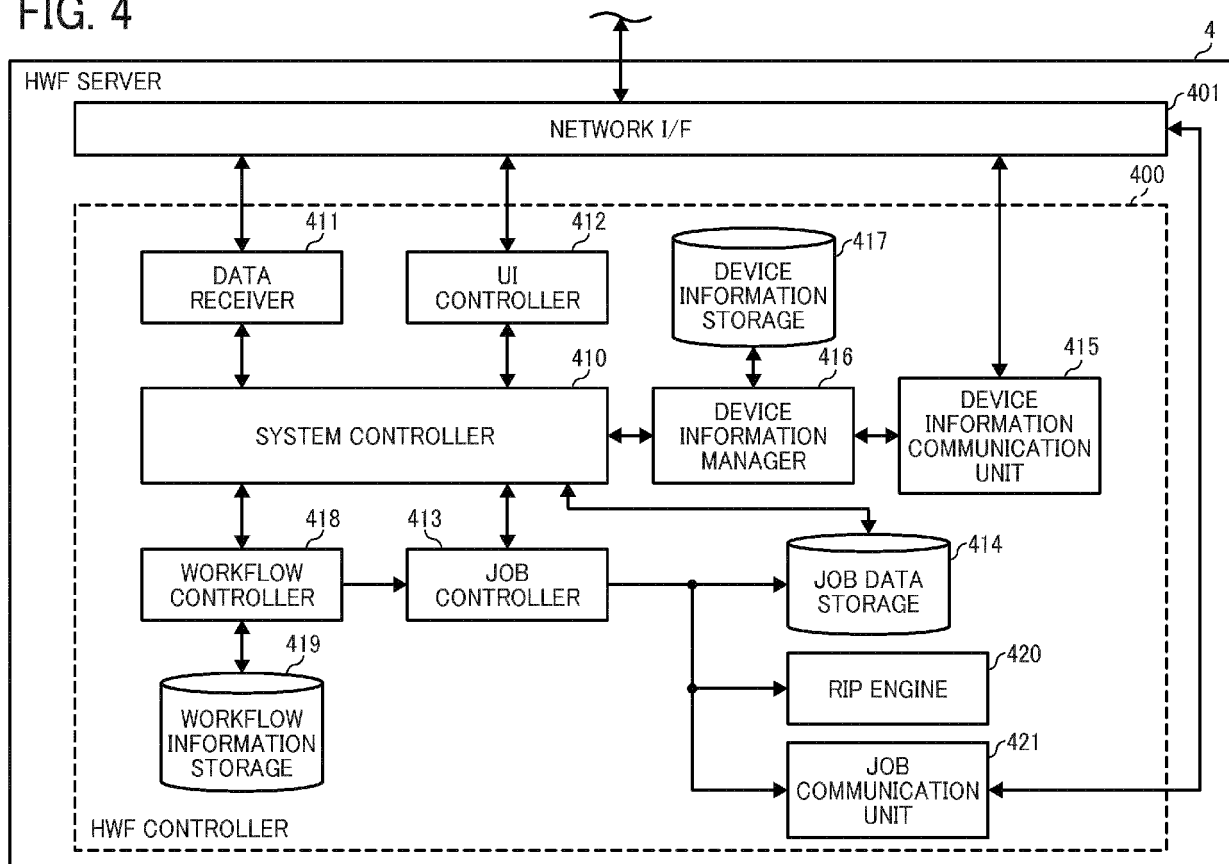 FIG. 4
4
HWF SERVER
401
NETWORK I/F
400
411
DATA
RECEIVER
412
UI
CONTROLLER
417
DEVICE
INFORMATION
STORAGE
410
SYSTEM CONTROLLER
416
DEVICE
INFORMATION
MANAGER
415
DEVICE
INFORMATION
COMMUNICATION
UNIT
418
WORKFLOW
CONTROLLER
413
JOB
CONTROLLER
414
JOB DATA
STORAGE
419
WORKFLOW
INFORMATION
STORAGE
420
RIP ENGINE
421
JOB
COMMUNICATION
UNIT
HWF CONTROLLER